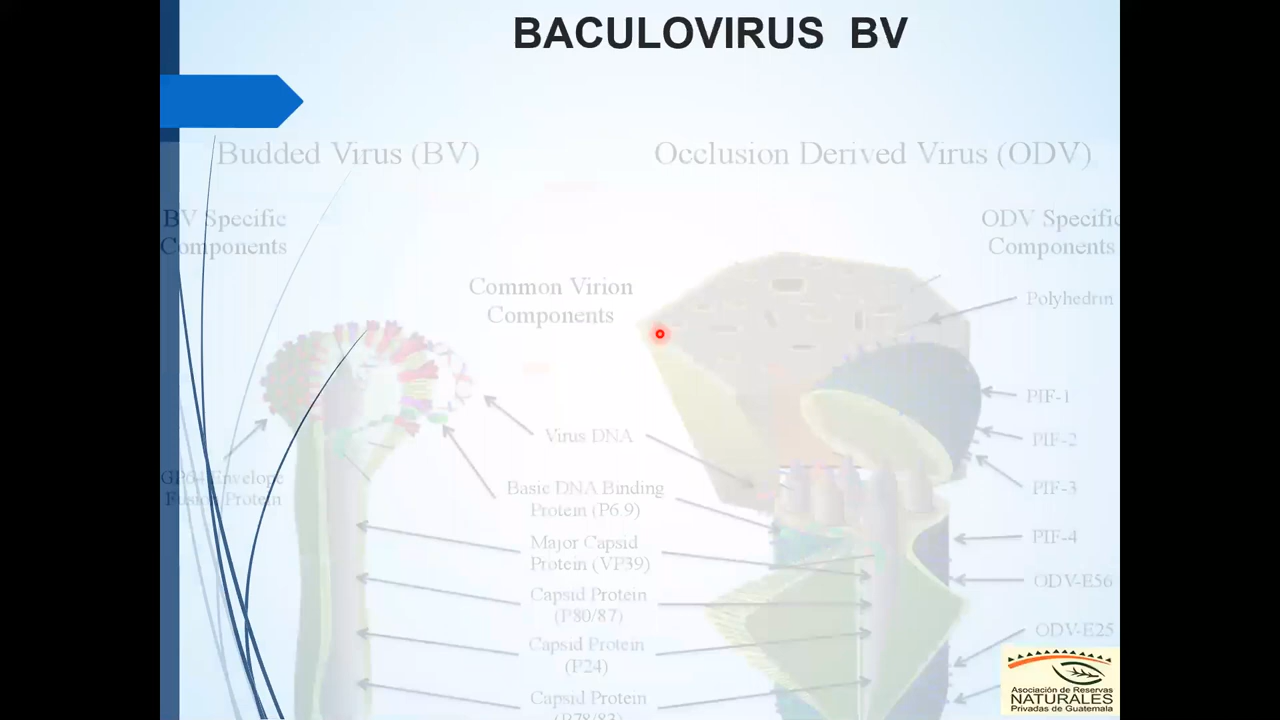 BACULOVIRUS BV
Budded Virus (BV)
Occlusion Derived Virus (ODV)
BV Specific
Components
ODV Specific
Components
Common Virion
Components
Polyhedrin
PIF-1
Virus DNA
PIF-2
GP64 Envelope
Fusion Protein
Basic DNA Binding
Protein (P6.9)
PIF-3
Major Capsid
Protein (VP39)
PIF-4
ODV-E56
Capsid Protein
(P80/87)
ODV-E25
Capsid Protein
(P24)
Capsid Protein
(P78/83)
Asociación de Reservas
NATURALES
Privadas de Guatemala